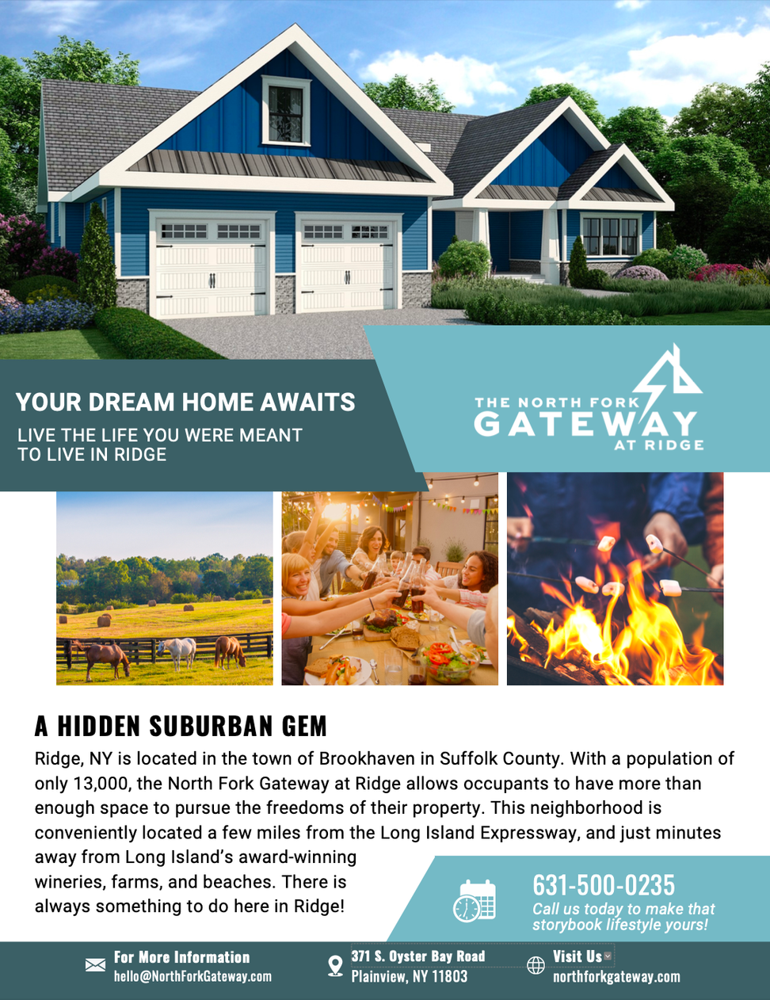 YOUR DREAM HOME AWAITS
LIVE THE LIFE YOU WERE MEANT
TO LIVE IN RIDGE
THE NORTH FORK
GATEWAY
AT RIDGE
A HIDDEN SUBURBAN GEM
Ridge, NY is located in the town of Brookhaven in Suffolk County. With a population of
only 13,000, the North Fork Gateway at Ridge allows occupants to have more than
enough space to pursue the freedoms of their property. This neighborhood is
conveniently located a few miles from the Long Island Expressway, and just minutes
away from Long Island's award-winning
wineries, farms, and beaches. There is
always something to do here in Ridge!
631-500-0235
Call us today to make that
storybook lifestyle yours!
For More Information
hello@NorthForkGateway.com
371 S. Oyster Bay Road
Plainview, NY 11803
Visit Us
northforkgateway.com